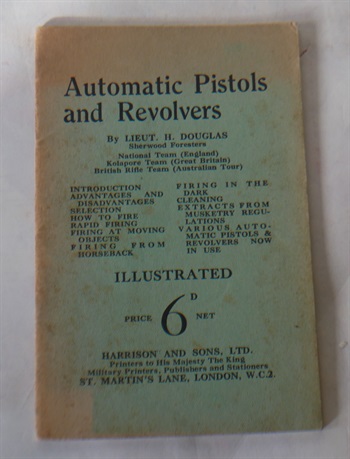 Automatic Pistols
and Revolvers
By LIEUT. H. DOUGLAS
Sherwood Foresters
National Team (England)
Kolapore Team (Great Britain)
British Rifle Team (Australian Tour)
INTRODUCTION
ADVANTAGES AND
DISADVANTAGES
SELECTION
HOW TO FIRE
RAPID FIRING
FIRING AT MOVING
OBJECTS
FIRING FROM
HORSEBACK
FIRING IN THE
DARK
CLEANING
EXTRACTS FROM
MUSKETRY REGU-
LATIONS
VARIOUS AUTO-
MATIC PISTOLS &
REVOLVERS NOW
IN USE
ILLUSTRATED
PRICE 6D NET
HARRISON AND SONS, LTD.
Printers to His Majesty The King
Military Printers, Publishers and Stationers
ST. MARTIN'S LANE, LONDON, W.C.2.